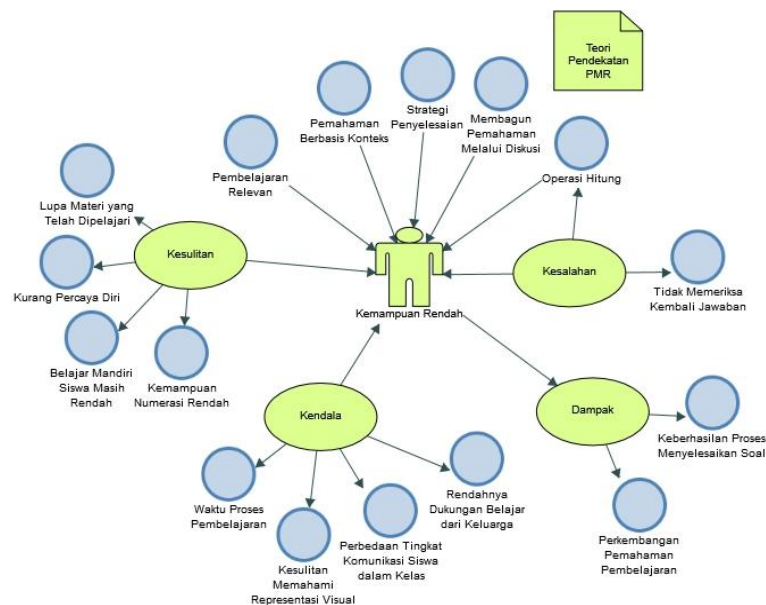 Teori
Pendekatan
PMR
Strategi
Penyelesaian
Pemahaman
Berbasis Konteks
Membagun
Pemahaman
Melalui Diskusi
Pembelajaran
Relevan
Operasi Hitung
Lupa Materi yang
Telah Dipelajari
Kesulitan
Kesalahan
Kurang Percaya Diri
Tidak Memeriksa
Kembali Jawaban
Kemampuan Rendah
Belajar Mandiri
Siswa Masih
Rendah
Kemampuan
Numerasi Rendah
Kendala
Dampak
Keberhasilan Proses
Menyelesaikan Soal
Waktu Proses
Pembelajaran
Kesulitan
Memahami
Representasi Visual
Perbedaan Tingkat
Komunikasi Siswa
dalam Kelas
Rendahnya
Dukungan Belajar
dari Keluarga
Perkembangan
Pemahaman
Pembelajaran